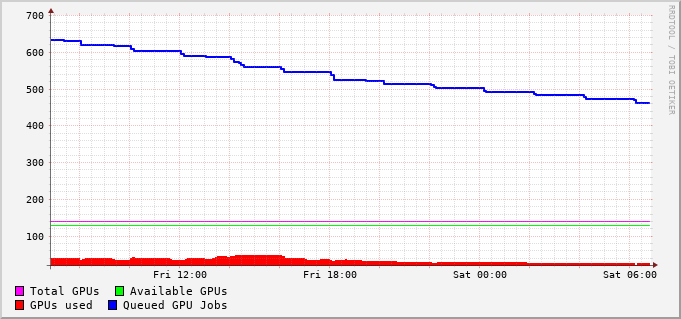 700
600
500
400
300
200
100
Fri 12:00 Fri 18:00 Sat 00:00 Sat 06:00
Total GPUs Available GPUs
GPUs used Queued GPU Jobs
RRDTOOL / TOBI OETIKER